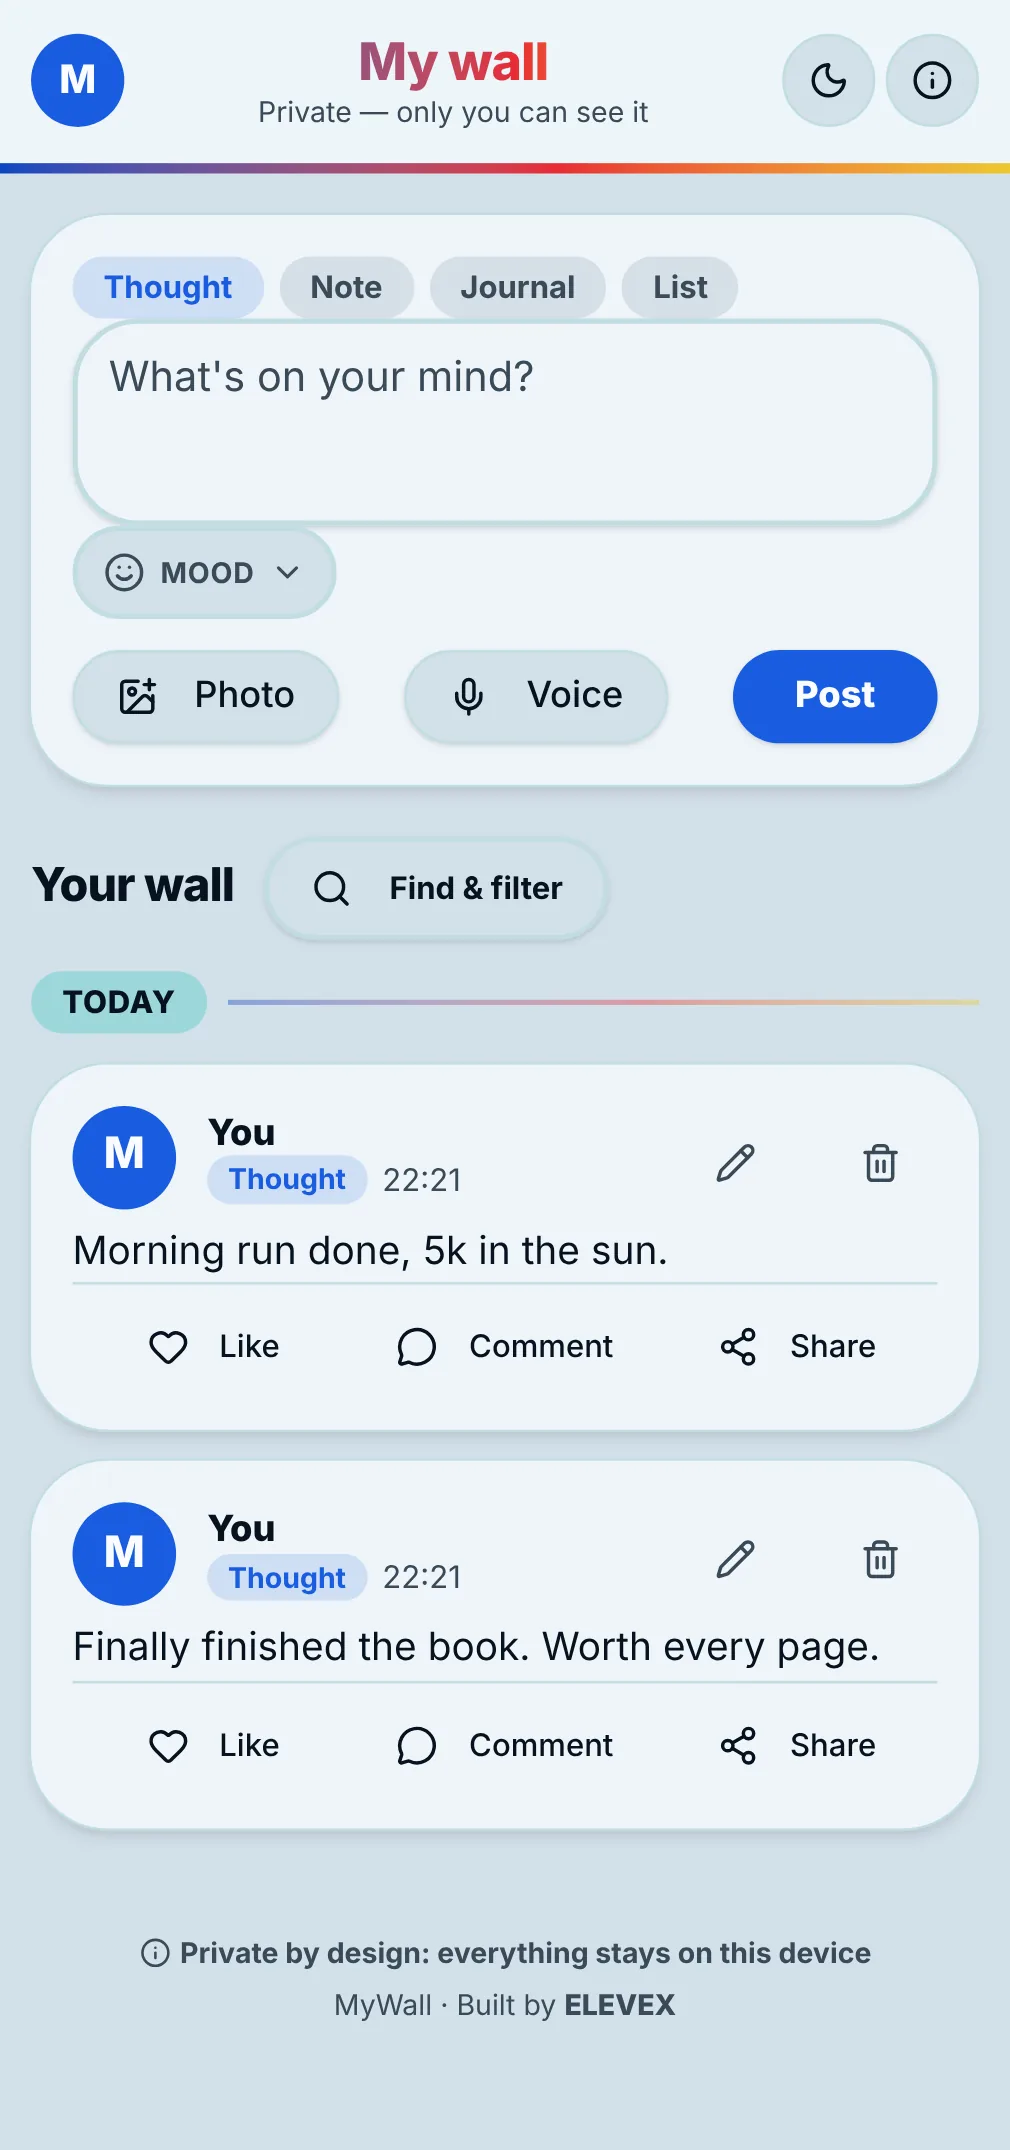 M
My wall
Private — only you can see it
Thought Note Journal List
What's on your mind?
MOOD
Photo Voice Post
Your wall Find & filter
TODAY
M
You
Thought 22:21
Morning run done, 5k in the sun.
Like Comment Share
M
You
Thought 22:21
Finally finished the book. Worth every page.
Like Comment Share
Private by design: everything stays on this device
MyWall · Built by ELEVEX